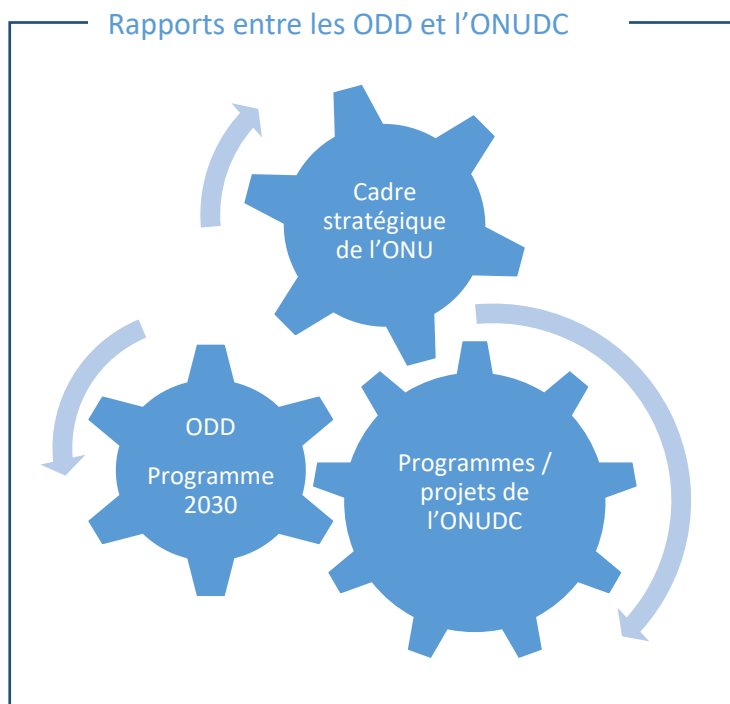 Rapports entre les ODD et l’ONUDC
Cadre
stratégique
de l’ONU
ODD
Programme
2030
Programmes /
projets de
l’ONUDC